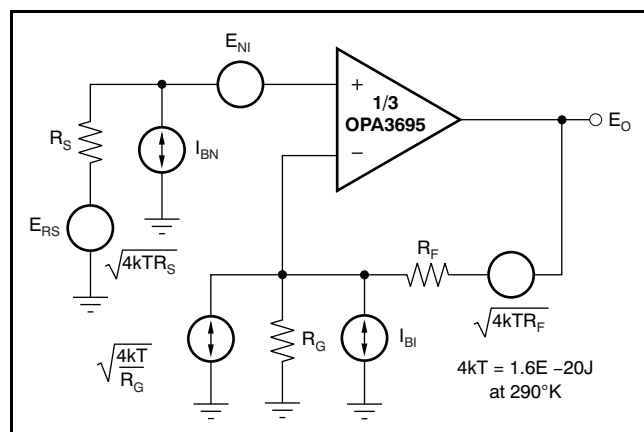 E_NI
+
1/3
OPA3695
−
E_O
R_S
I_BN
E_RS
√4kTR_S
R_F
√4kTR_F
√4kT/R_G
R_G
I_BI
4kT = 1.6E −20J
at 290°K